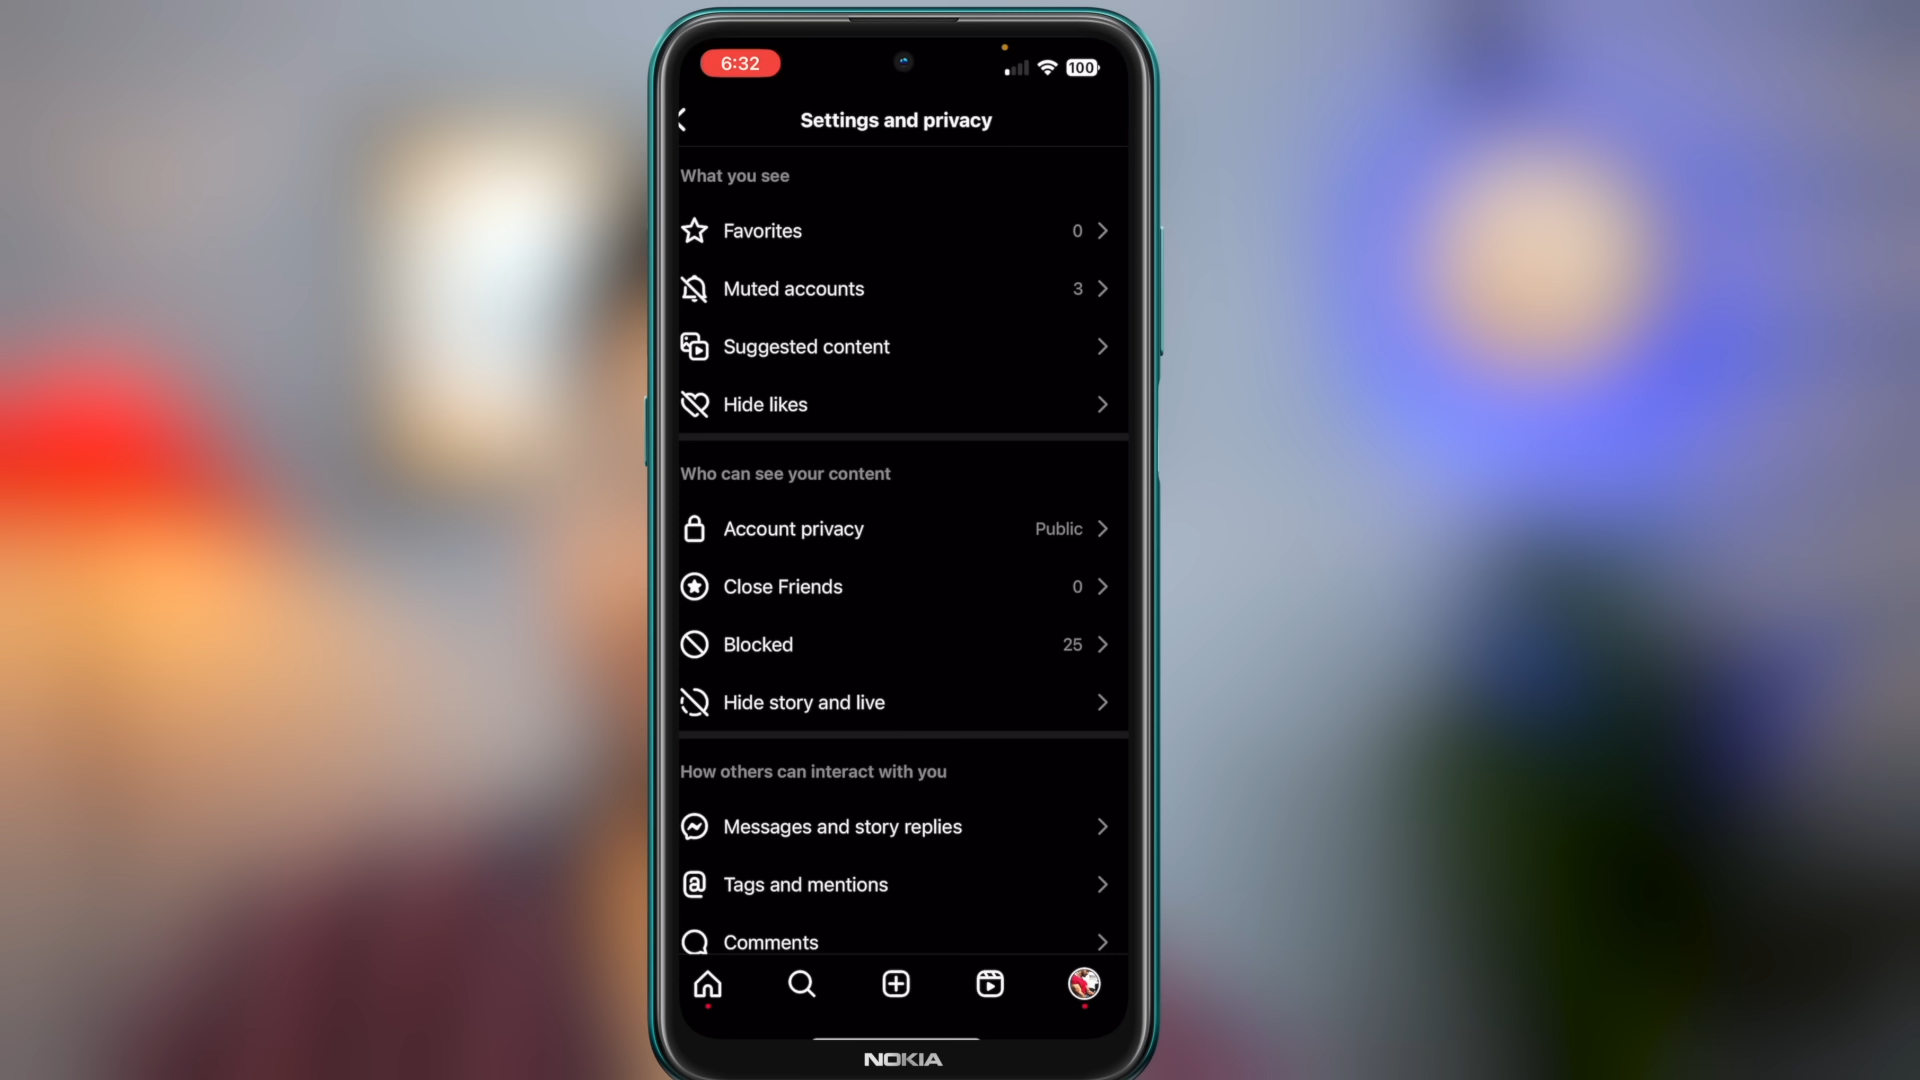 6:32
100
Settings and privacy
What you see
Favorites 0
Muted accounts 3
Suggested content
Hide likes
Who can see your content
Account privacy Public
Close Friends 0
Blocked 25
Hide story and live
How others can interact with you
Messages and story replies
Tags and mentions
Comments
NOKIA